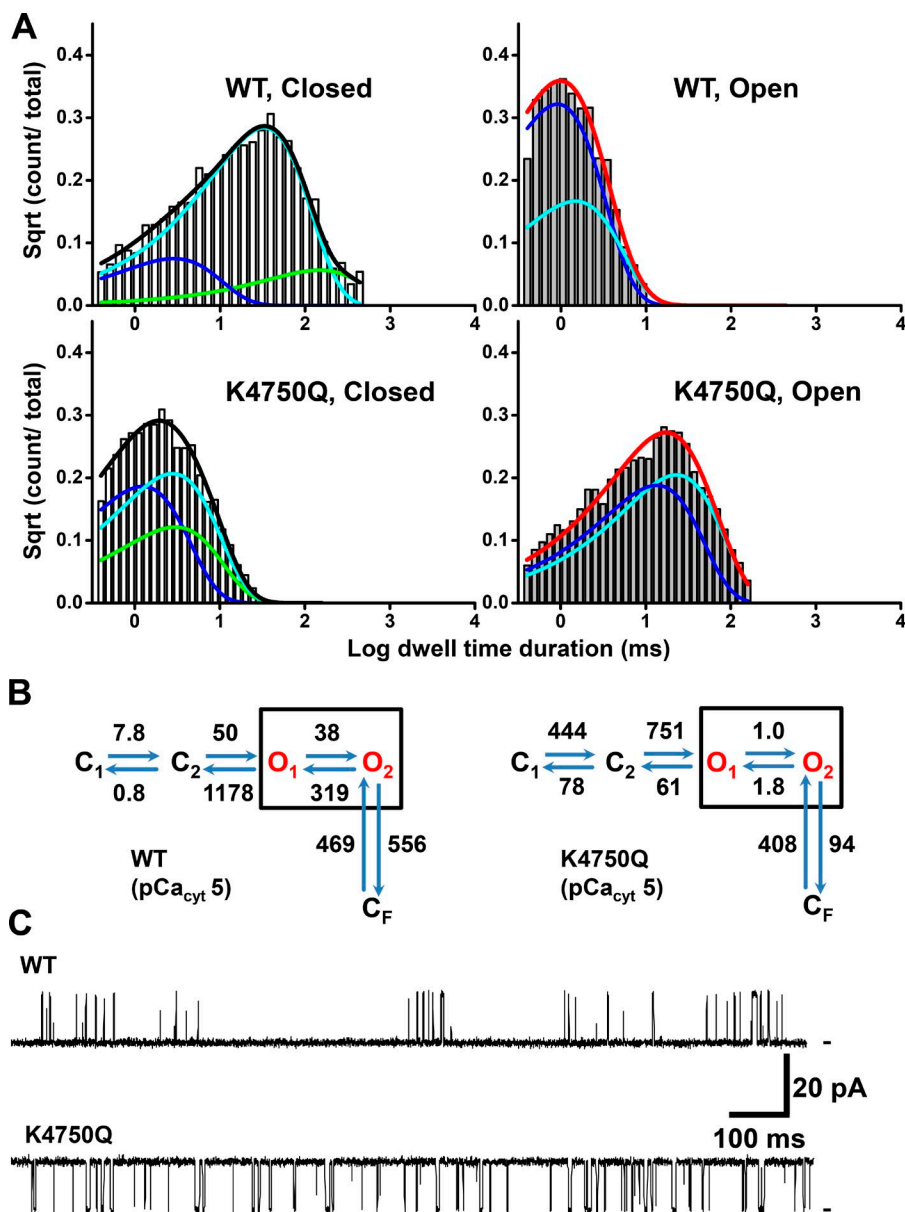 A
WT, Closed
WT, Open
Sqrt (count/ total)
0.4
0.3
0.2
0.1
0.0
0 1 2 3 4
0.4
0.3
0.2
0.1
0.0
0 1 2 3 4
K4750Q, Closed
K4750Q, Open
Sqrt (count/ total)
0.4
0.3
0.2
0.1
0.0
0 1 2 3 4
0.4
0.3
0.2
0.1
0.0
0 1 2 3 4
Log dwell time duration (ms)
B
7.8 50 38
C1 C2 O1 O2
0.8 1178 319
469 556
WT
(pCacyt 5)
CF
444 751 1.0
C1 C2 O1 O2
78 61 1.8
408 94
K4750Q
(pCacyt 5)
CF
C
WT
-
20 pA
100 ms
K4750Q
-